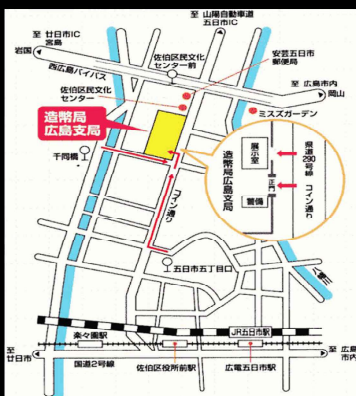 至 廿日市IC
宮島
至 山陽自動車道
五日市IC
岩国
西広島バイパス
佐伯区民文化
センター前
安芸五日市
郵便局
至 広島市内
岡山
佐伯区民文化
センター
ミスズガーデン
造幣局
広島支局
千同橋
コイン通り
造幣局広島支局
展示室
正門
警備
県道290号線
コイン通り
五日市五丁目口
楽々園駅
JR五日市駅
至 廿日市
国道2号線
佐伯区役所前駅
広電五日市駅
至 広島市内